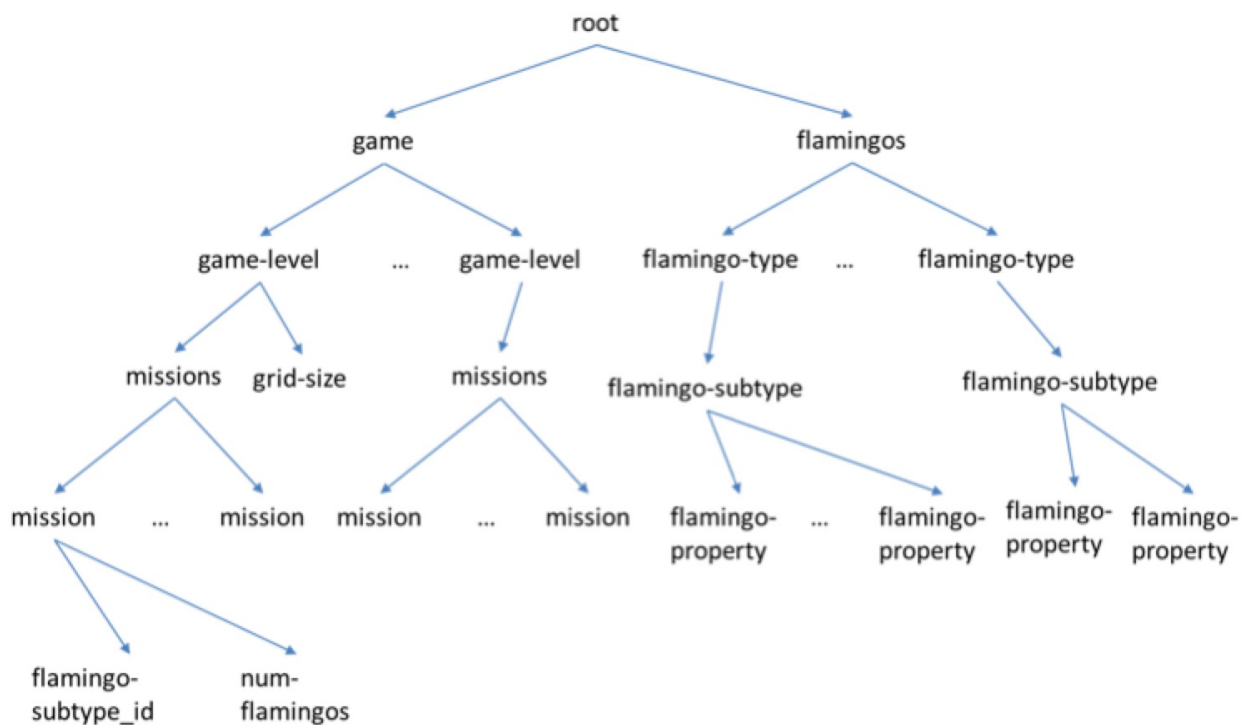 root
game
flamingos
game-level
...
game-level
flamingo-type
...
flamingo-type
missions
grid-size
missions
flamingo-subtype
flamingo-subtype
mission
...
mission
mission
...
mission
flamingo-
property
...
flamingo-
property
flamingo-
property
flamingo-
property
flamingo-
subtype_id
num-
flamingos